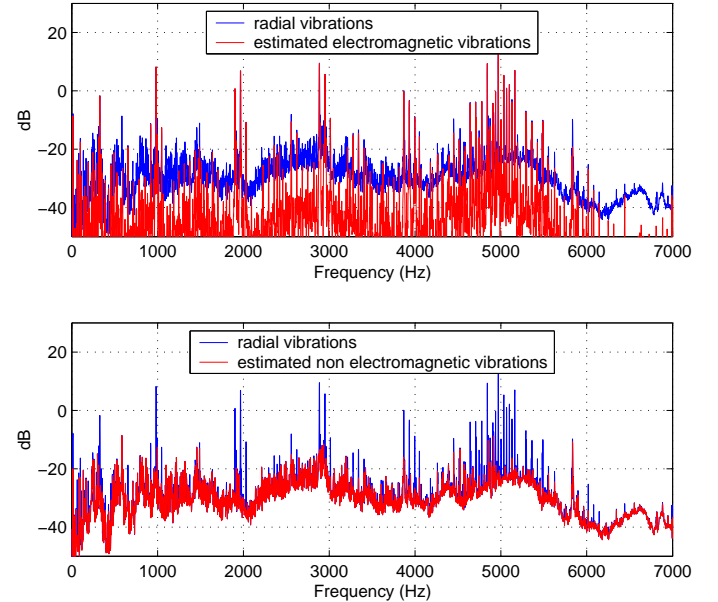 radial vibrations
estimated electromagnetic vibrations
20
0
−20
−40
dB
0 1000 2000 3000 4000 5000 6000 7000
Frequency (Hz)
radial vibrations
estimated non electromagnetic vibrations
20
0
−20
−40
dB
0 1000 2000 3000 4000 5000 6000 7000
Frequency (Hz)